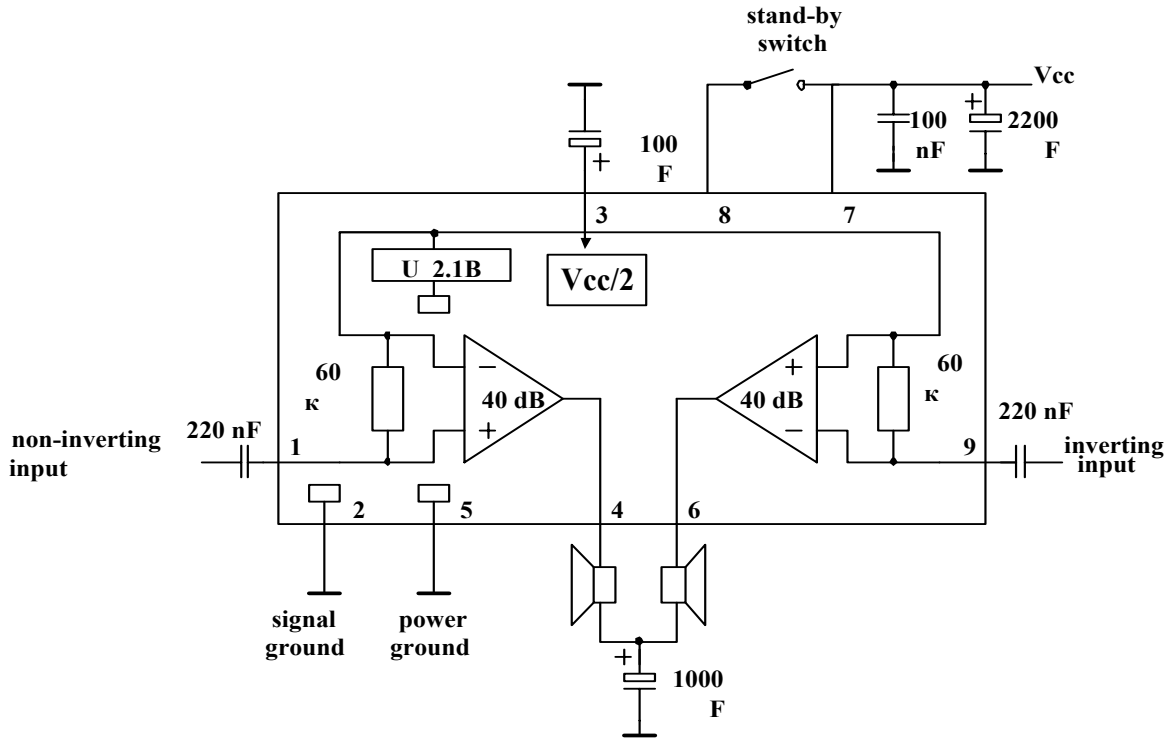 stand-by
switch
Vcc
+
100
nF
2200
F
100
F
+
3
8
7
U 2.1B
Vcc/2
60
к
−
40 dB
+
+
40 dB
−
60
к
non-inverting
input
220 nF
1
9
220 nF
inverting
input
2
5
4
6
signal
ground
power
ground
+
1000
F